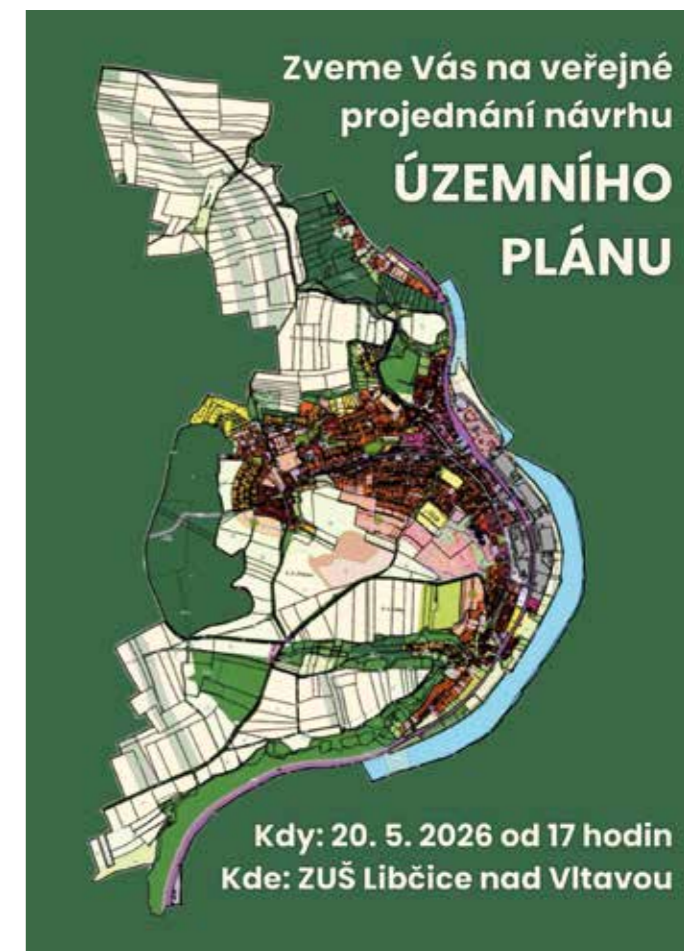 Zveme Vás na veřejné
projednání návrhu
ÚZEMNÍHO
PLÁNU
Kdy: 20. 5. 2026 od 17 hodin
Kde: ZUŠ Libčice nad Vltavou